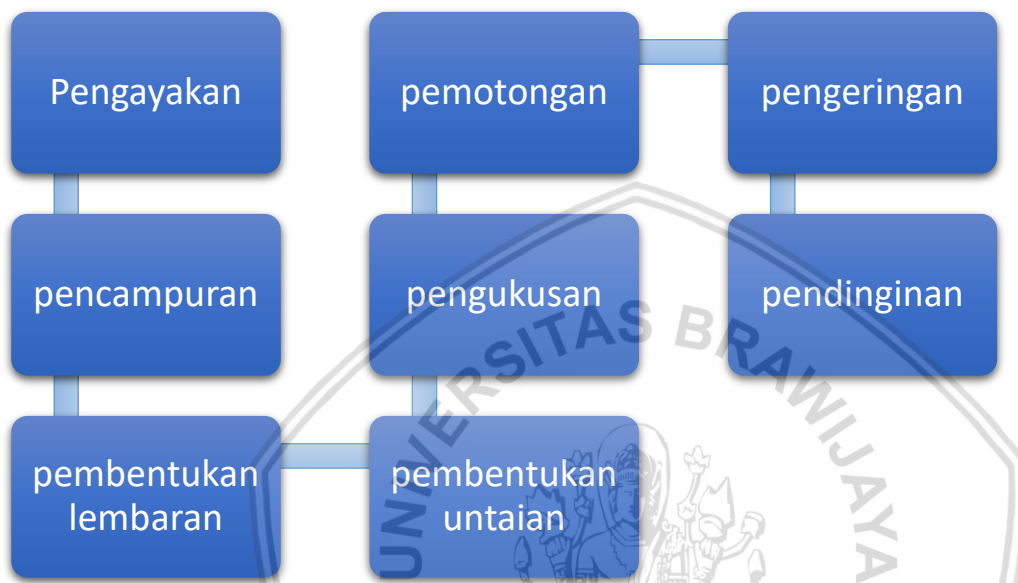 Pengayakan
pencampuran
pembentukan
lembaran
pembentukan
untaian
pengukusan
pemotongan
pengeringan
pendinginan
UNIVERSITAS BRAWIJAYA